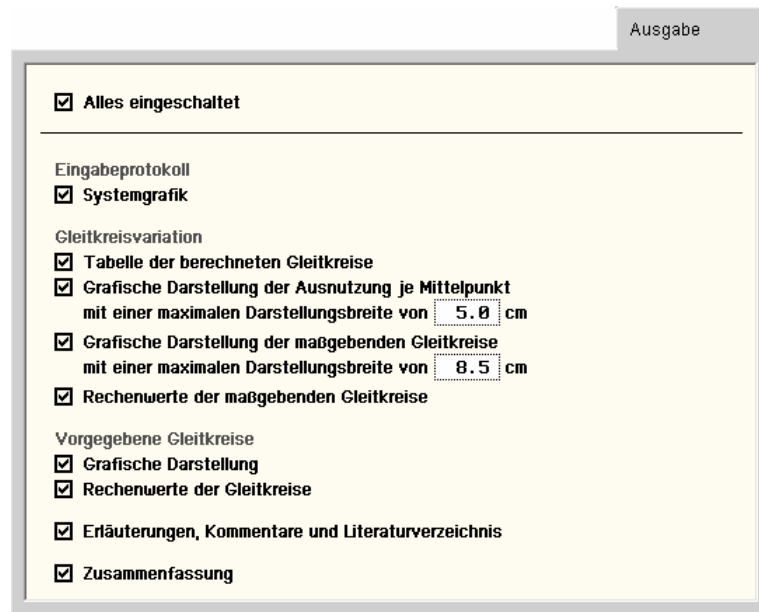 Ausgabe
Alles eingeschaltet
Eingabeprotokoll
Systemgrafik
Gleitkreisvariation
Tabelle der berechneten Gleitkreise
Grafische Darstellung der Ausnutzung je Mittelpunkt
mit einer maximalen Darstellungsbreite von 5.0 cm
Grafische Darstellung der maßgebenden Gleitkreise
mit einer maximalen Darstellungsbreite von 8.5 cm
Rechenwerte der maßgebenden Gleitkreise
Vorgegebene Gleitkreise
Grafische Darstellung
Rechenwerte der Gleitkreise
Erläuterungen, Kommentare und Literaturverzeichnis
Zusammenfassung